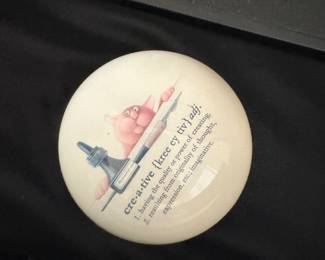 cre-a-tive {kree ey tiv} adj.
1. having the quality or power of creating.
2. resulting from originality of thought,
expression, etc.; imaginative.